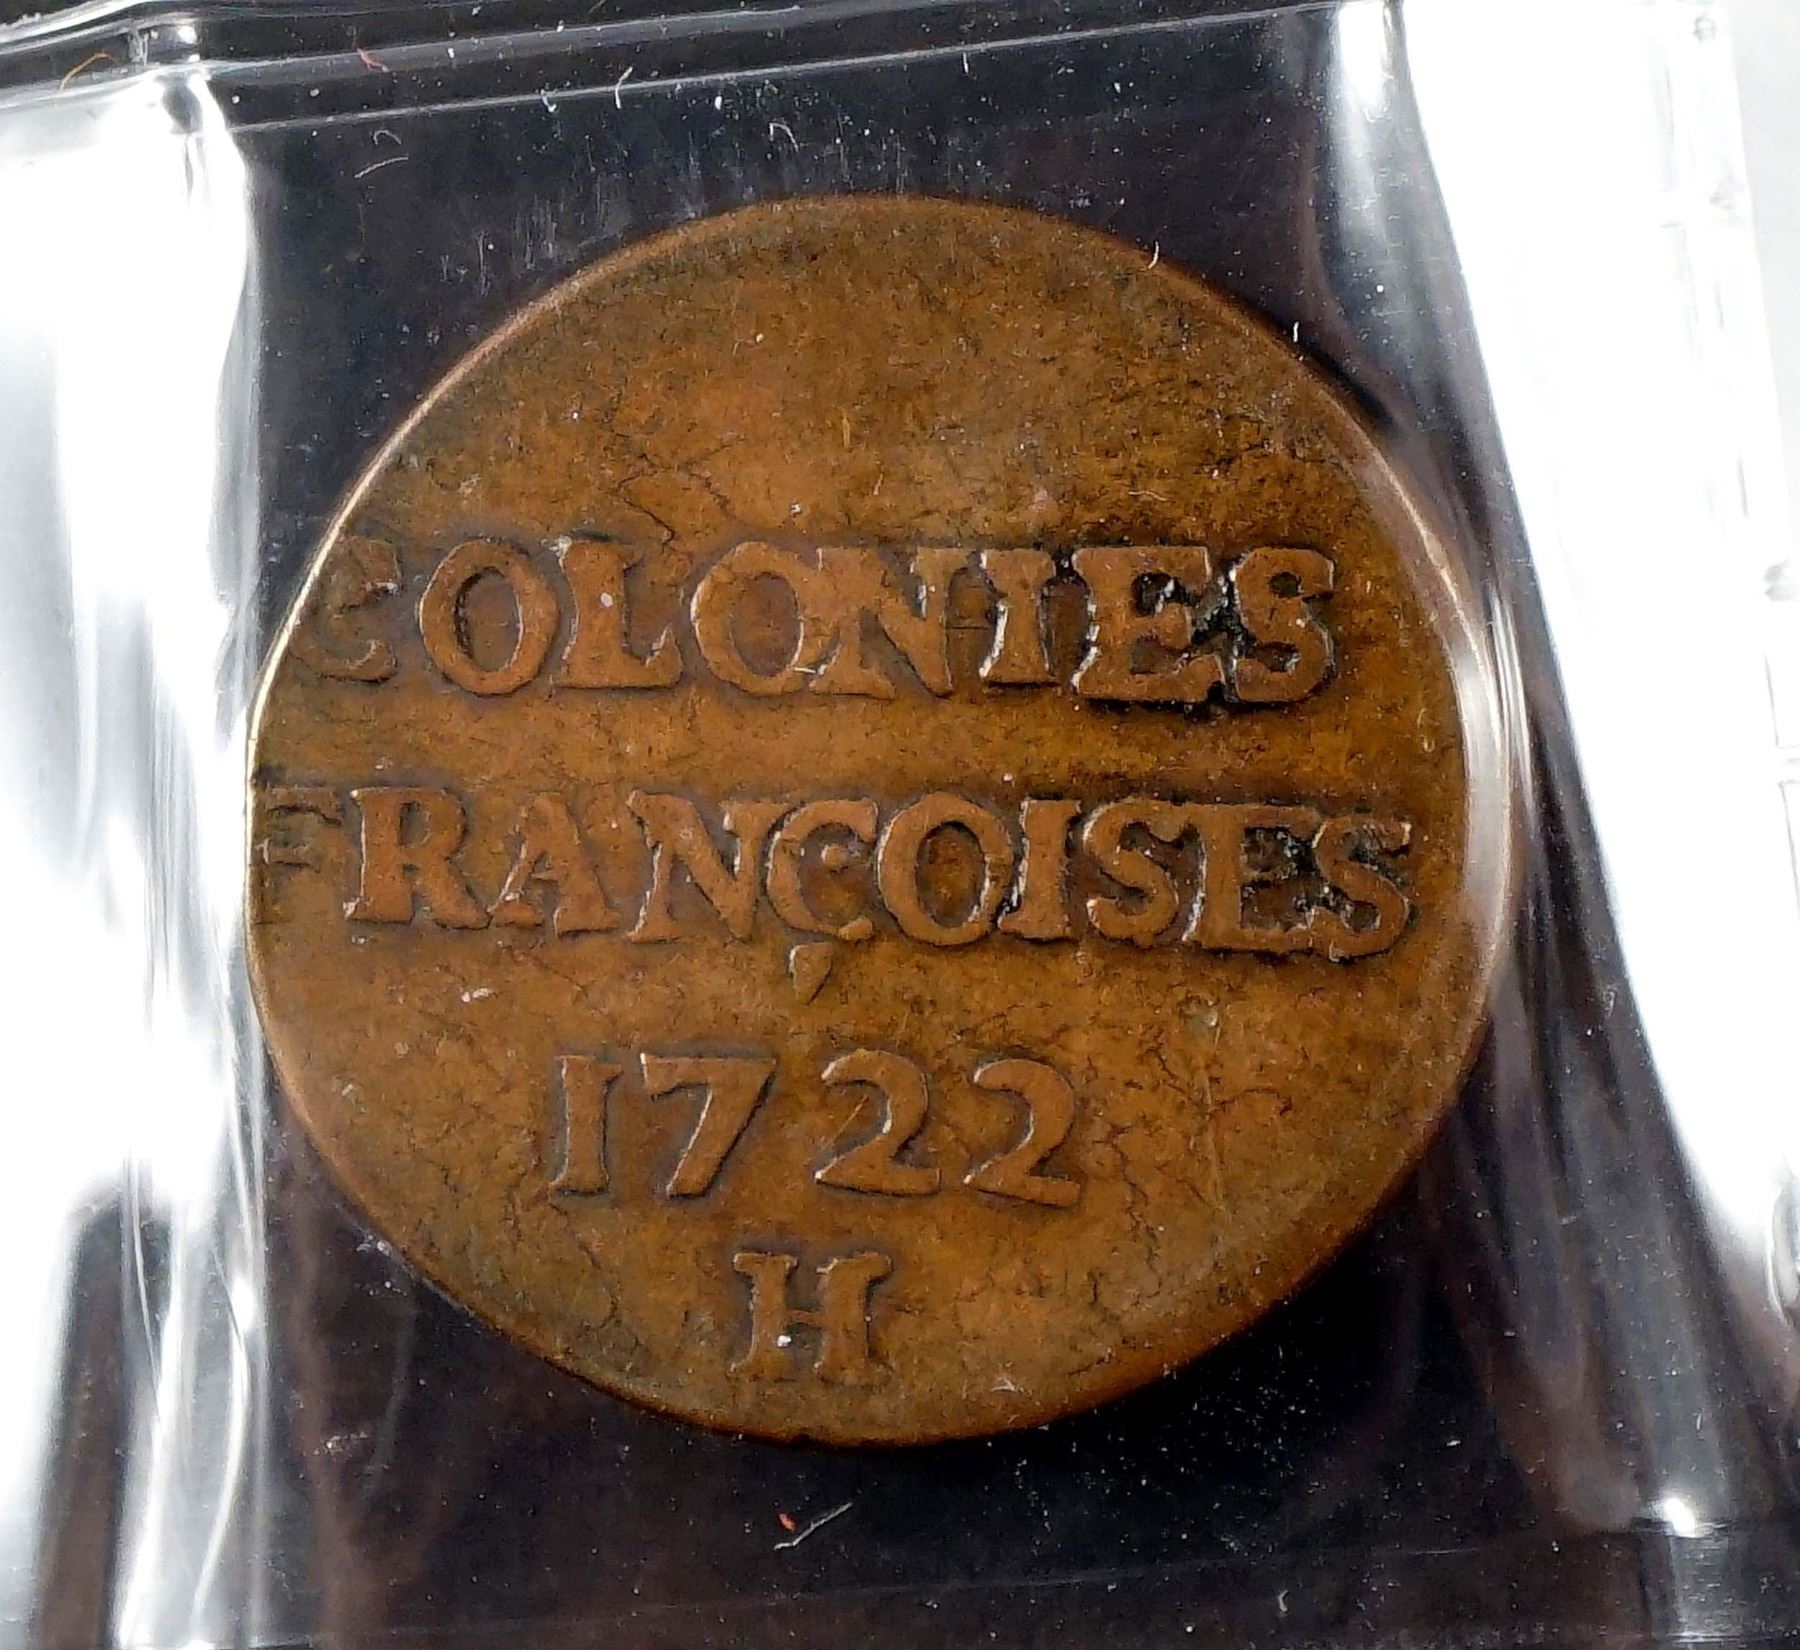 COLONIES
FRANÇOISES
1722
H